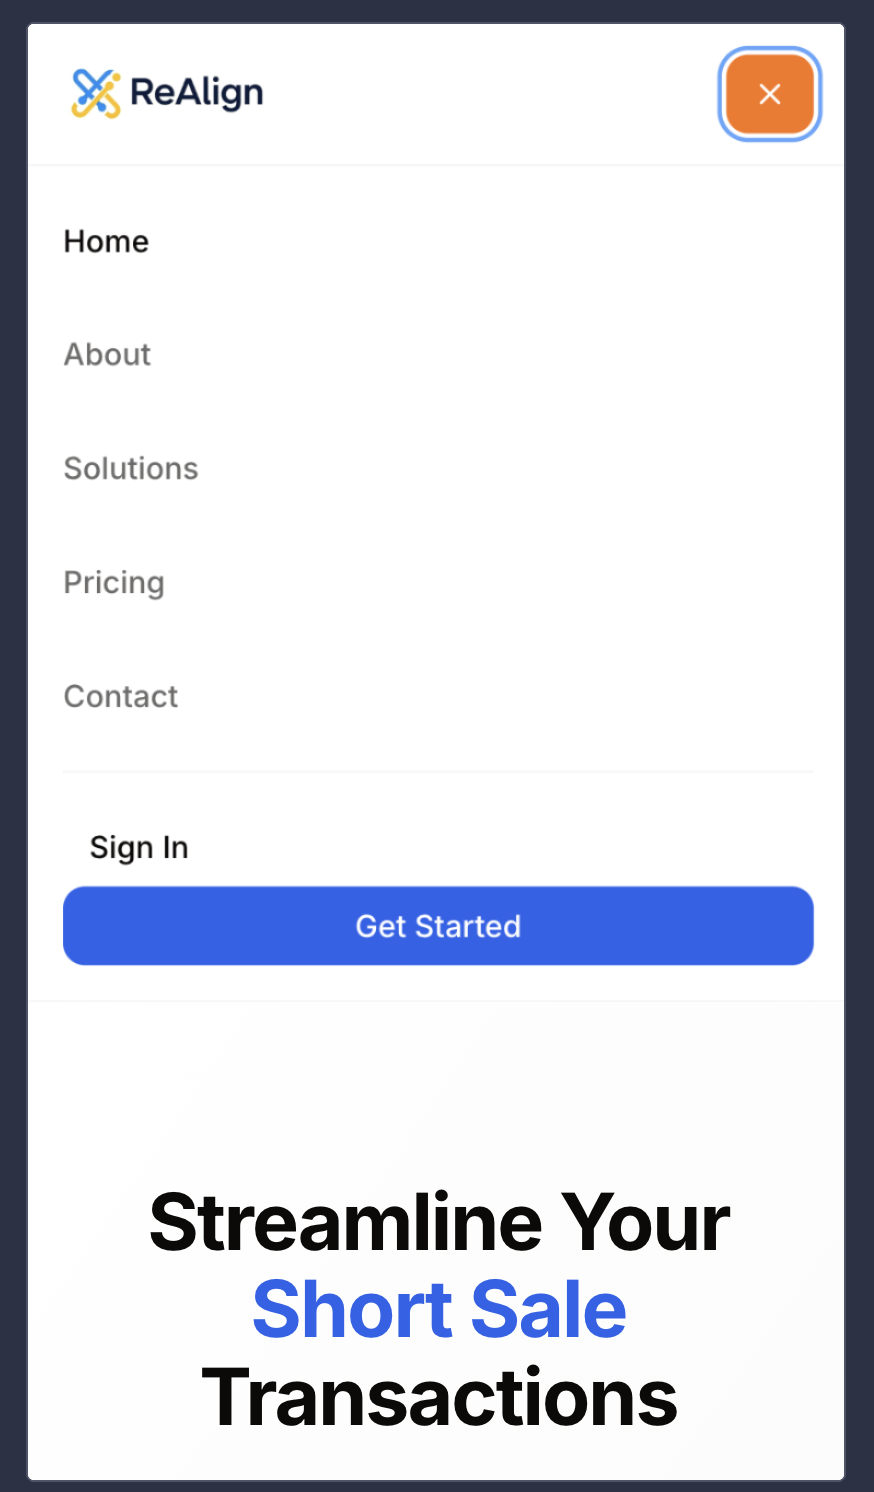 ReAlign
Home
About
Solutions
Pricing
Contact
Sign In
Get Started
Streamline Your
Short Sale
Transactions